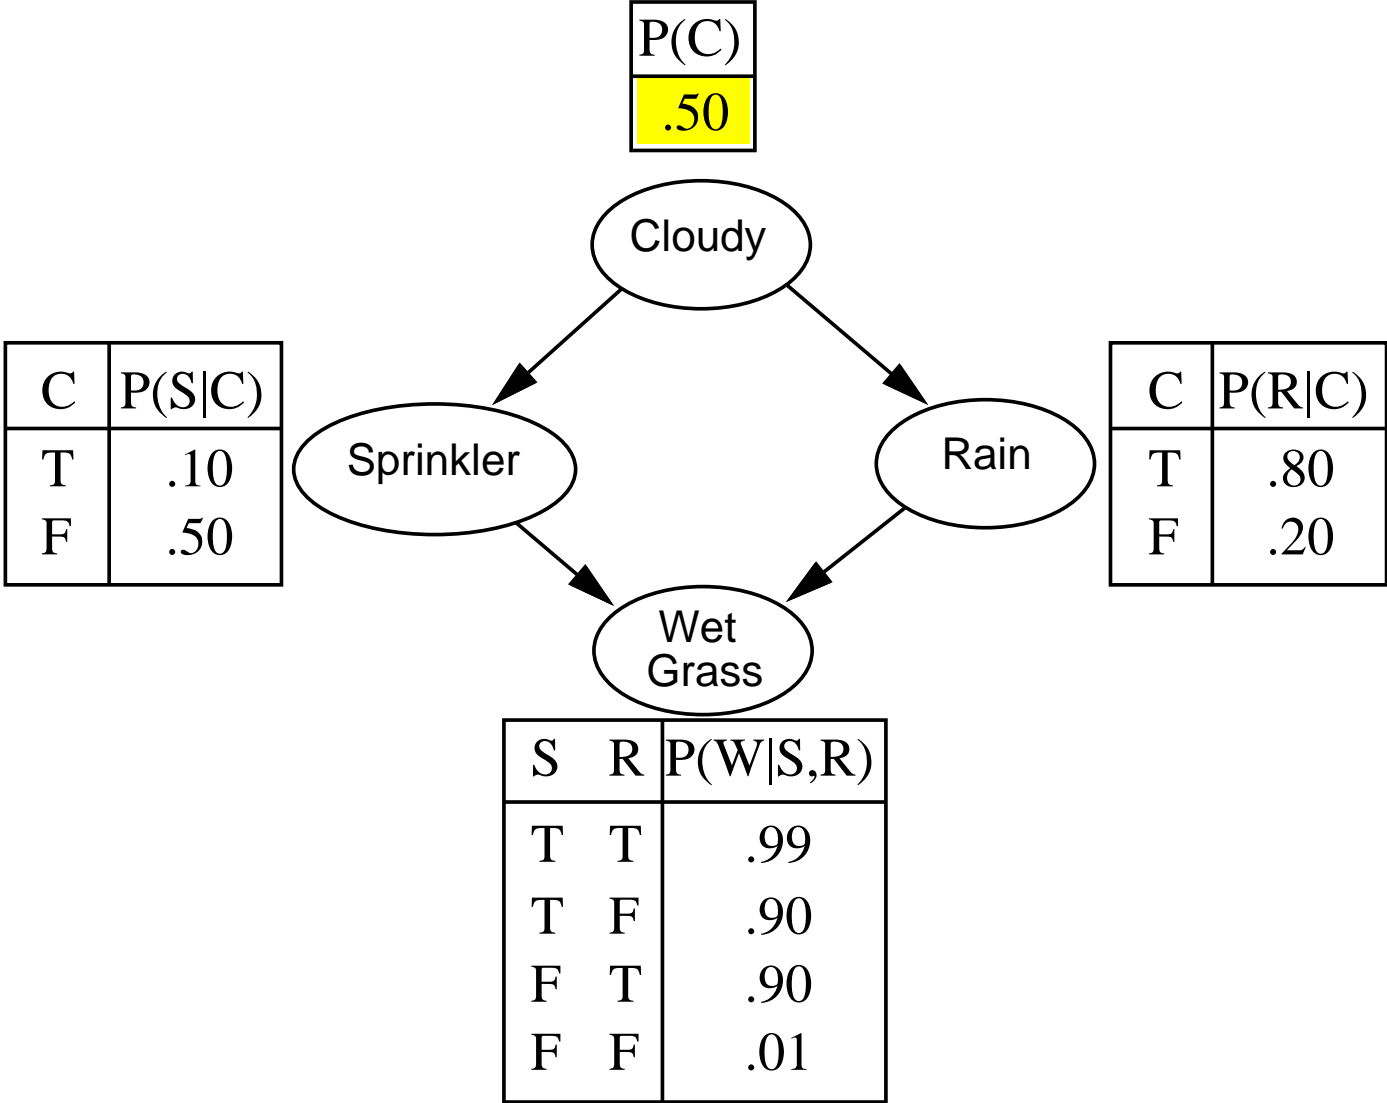 P(C)
.50
Cloudy
C P(S|C)
T .10
F .50
Sprinkler
Rain
C P(R|C)
T .80
F .20
Wet
Grass
S R P(W|S,R)
T T .99
T F .90
F T .90
F F .01